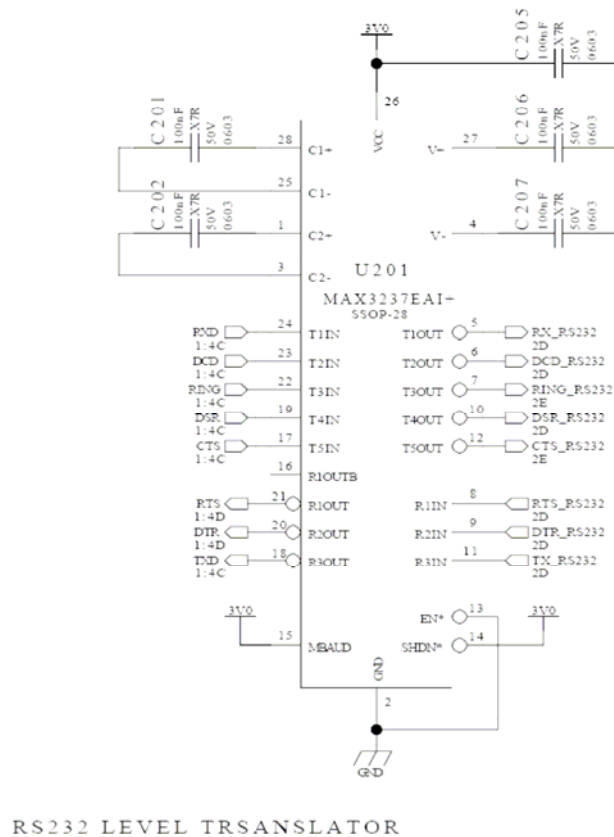 3V0
C205
100nF
X7R
50V
0603
26
VCC
C201
100nF
X7R
50V
0603
28
C1+
V+
27
C206
100nF
X7R
50V
0603
25
C1-
C202
100nF
X7R
50V
0603
1
C2+
V-
4
C207
100nF
X7R
50V
0603
3
C2-
U201
MAX3237EAI+
SSOP-28
RXD
1:4C
24
T1IN
T1OUT
5
RX_RS232
2D
DCD
1:4C
23
T2IN
T2OUT
6
DCD_RS232
2D
RING
1:4C
22
T3IN
T3OUT
7
RING_RS232
2E
DSR
1:4C
19
T4IN
T4OUT
10
DSR_RS232
2D
CTS
1:4C
17
T5IN
T5OUT
12
CTS_RS232
2E
16
R1OUTB
RTS
1:4D
21
R1OUT
R1IN
8
RTS_RS232
2D
DTR
1:4D
20
R2OUT
R2IN
9
DTR_RS232
2D
TXD
1:4C
18
R3OUT
R3IN
11
TX_RS232
2D
EN*
13
3V0
15
MBAUD
SHDN*
14
3V0
GND
2
GND
RS232 LEVEL TRSANSLATOR